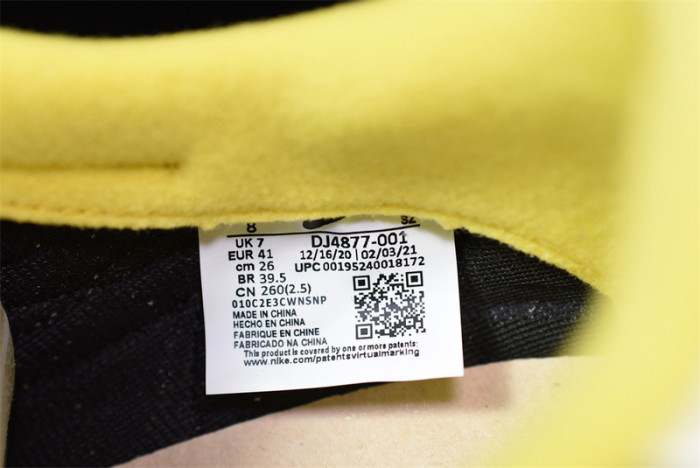 8 SZ
UK 7 DJ4877-001
EUR 41 12/16/20 02/03/21
cm 26 UPC 00195240018172
BR 39.5
CN 260(2.5)
010C2E3CWNSNP
MADE IN CHINA
HECHO EN CHINA
FABRIQUE EN CHINE
FABRICADO NA CHINA
This product is covered by one or more patents:
www.nike.com/patentsvirtualmarking